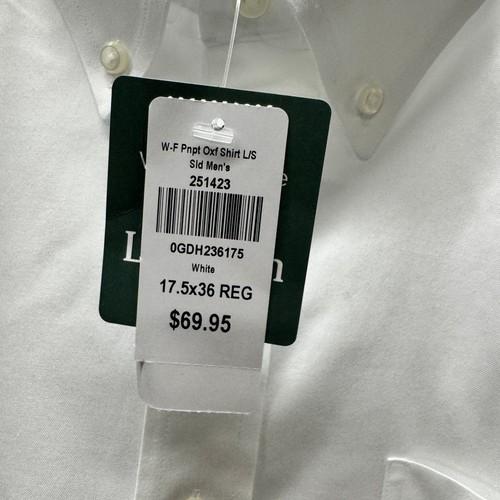 W-F Pnpt Oxf Shirt L/S
Sld Men's
251423
0GDH236175
White
17.5x36 REG
$69.95